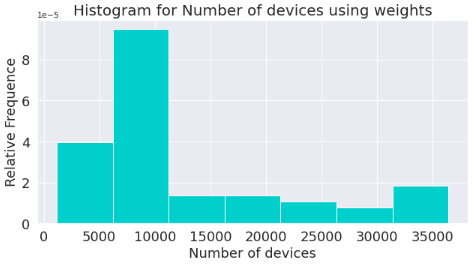 Histogram for Number of devices using weights
1e−5
8
6
4
2
0
Relative Frequence
0 5000 10000 15000 20000 25000 30000 35000
Number of devices